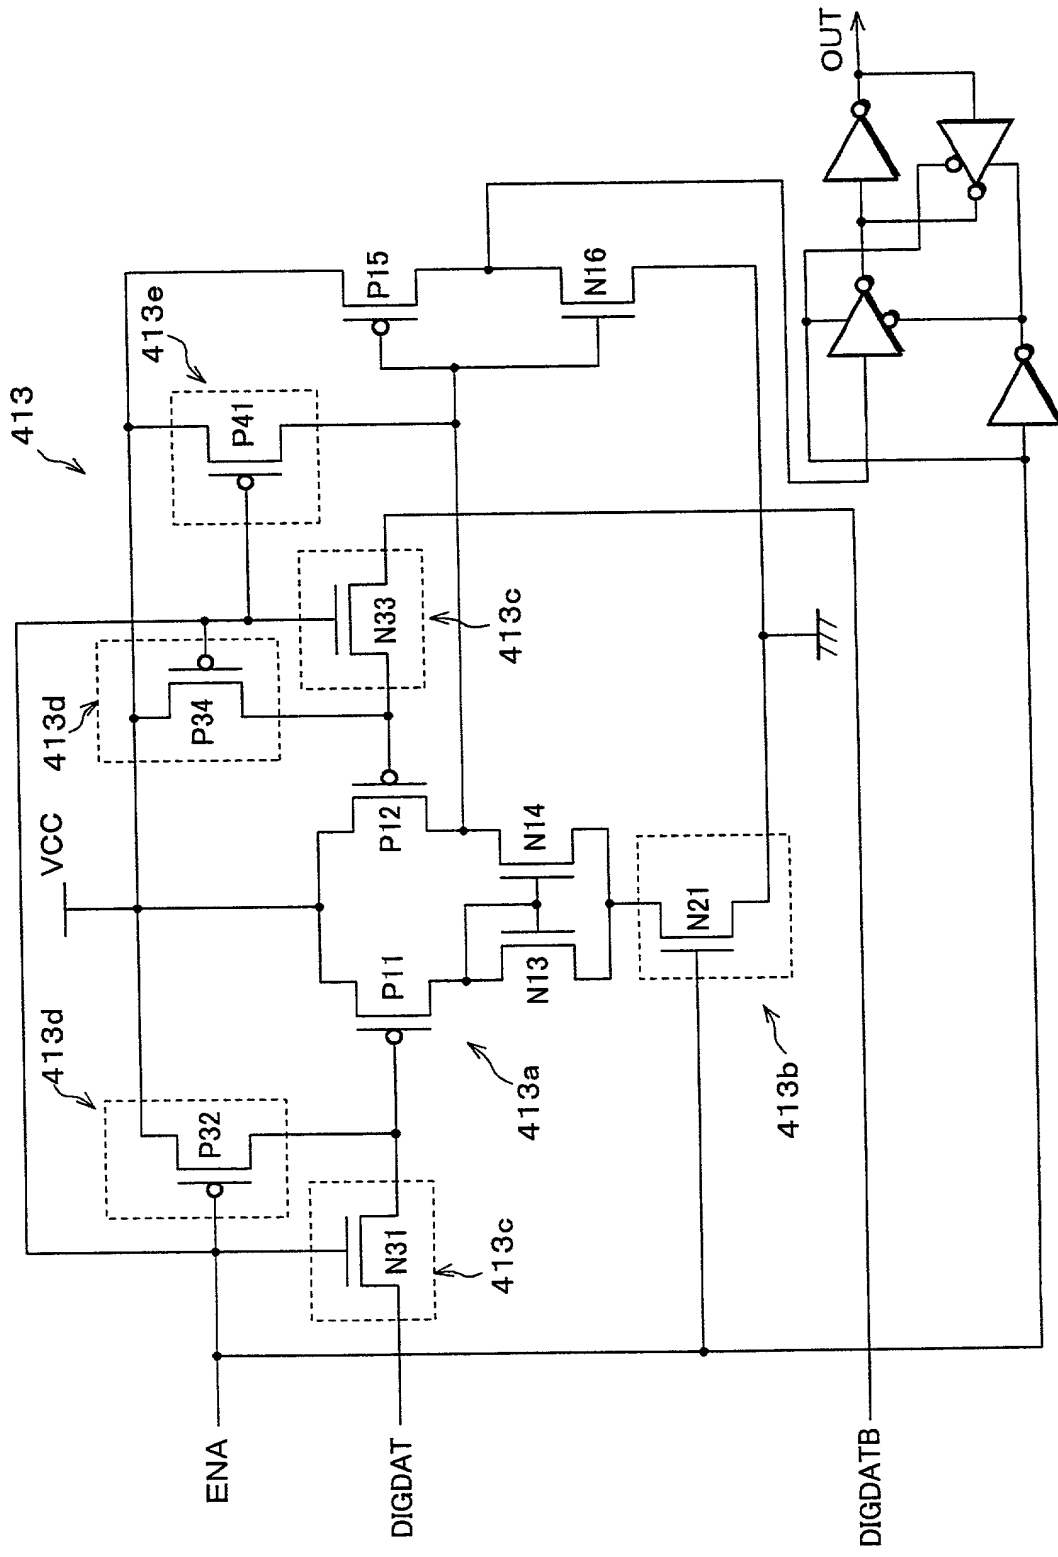 413
413e
P41
P15
N16
OUT
413d
P34
N33
413c
VCC
P12
N14
P11
N13
413a
N21
413b
413d
P32
N31
413c
ENA
DIGDAT
DIGDATB